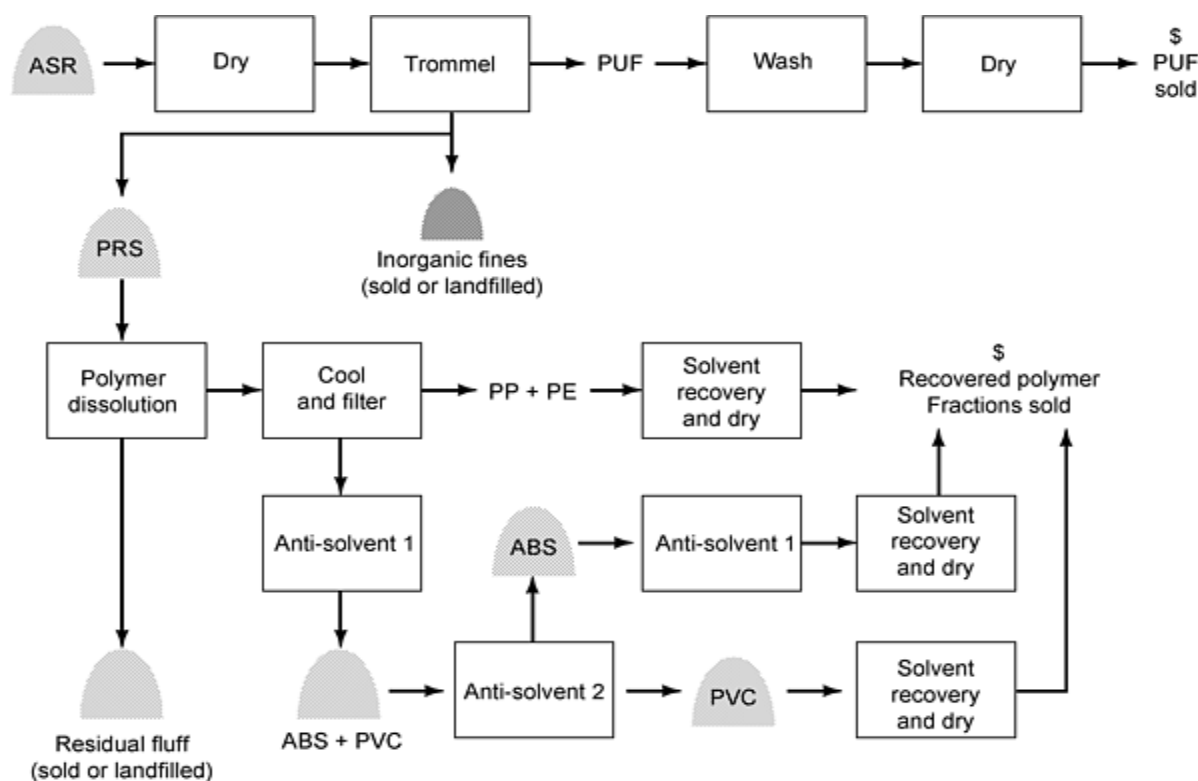 ASR
Dry
Trommel
PUF
Wash
Dry
$
PUF
sold
PRS
Inorganic fines
(sold or landfilled)
Polymer
dissolution
Cool
and filter
PP + PE
Solvent
recovery
and dry
$
Recovered polymer
Fractions sold
Anti-solvent 1
ABS
Anti-solvent 1
Solvent
recovery
and dry
Residual fluff
(sold or landfilled)
ABS + PVC
Anti-solvent 2
PVC
Solvent
recovery
and dry